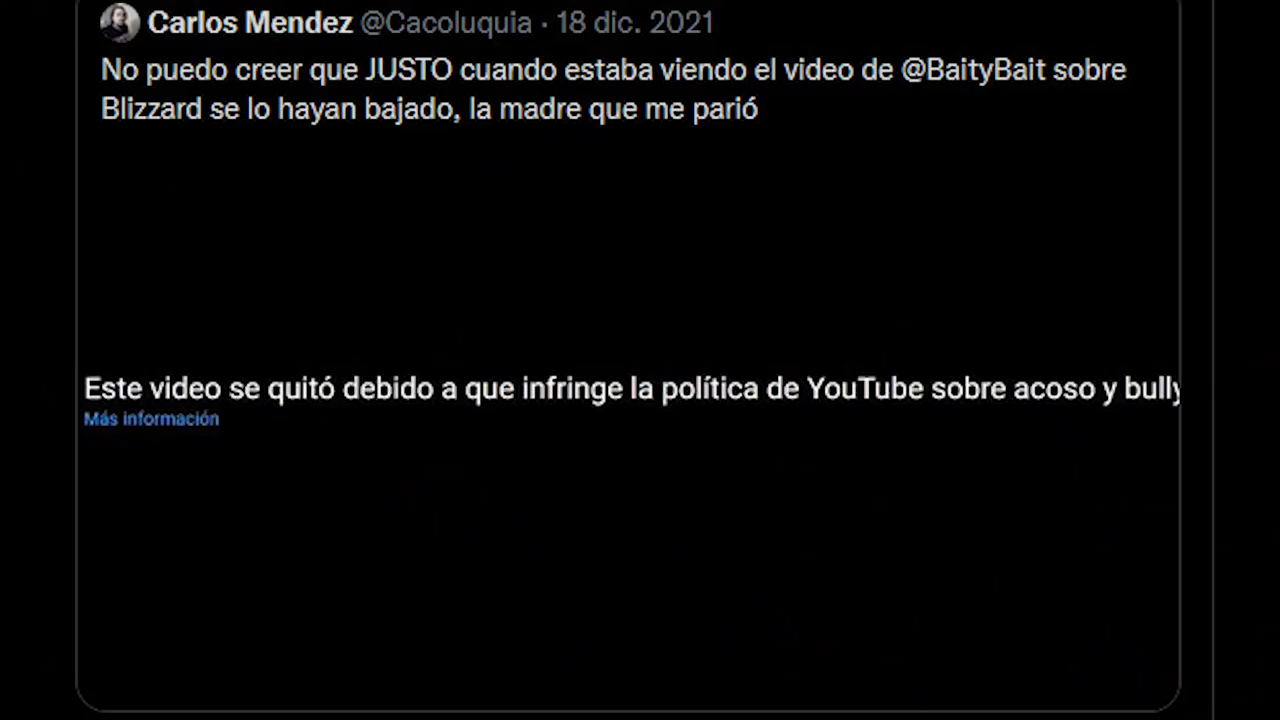 Carlos Mendez @Cacoluquia · 18 dic. 2021
No puedo creer que JUSTO cuando estaba viendo el video de @BaityBait sobre
Blizzard se lo hayan bajado, la madre que me parió
Este video se quitó debido a que infringe la política de YouTube sobre acoso y bully
Más información